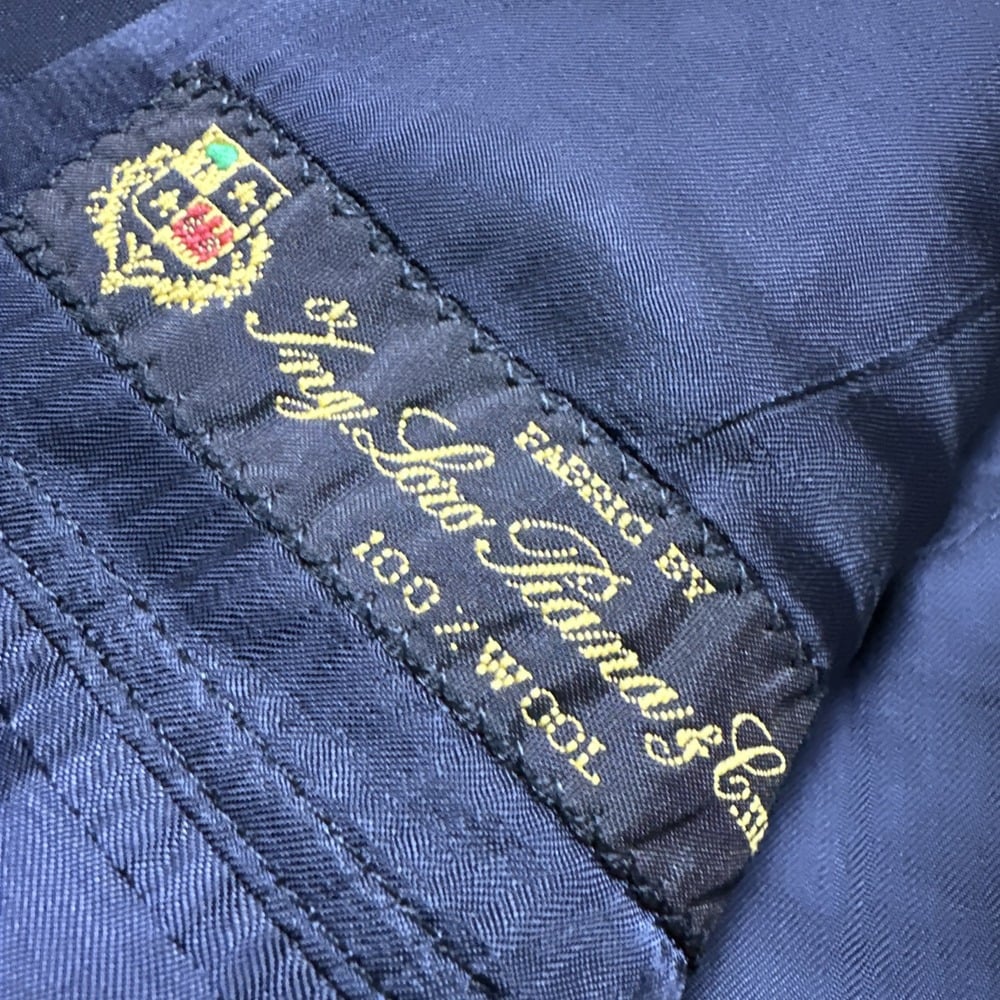 FABRIC BY
Ing. Loro Piana & C.
100 % WOOL